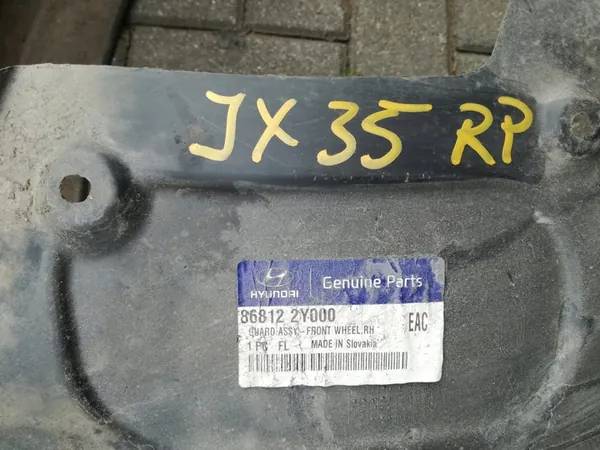 JX 35 RP
HYUNDAI
Genuine Parts
86812 2Y000
GUARD ASSY-FRONT WHEEL,RH
EAC
1 PC FL MADE IN Slovakia